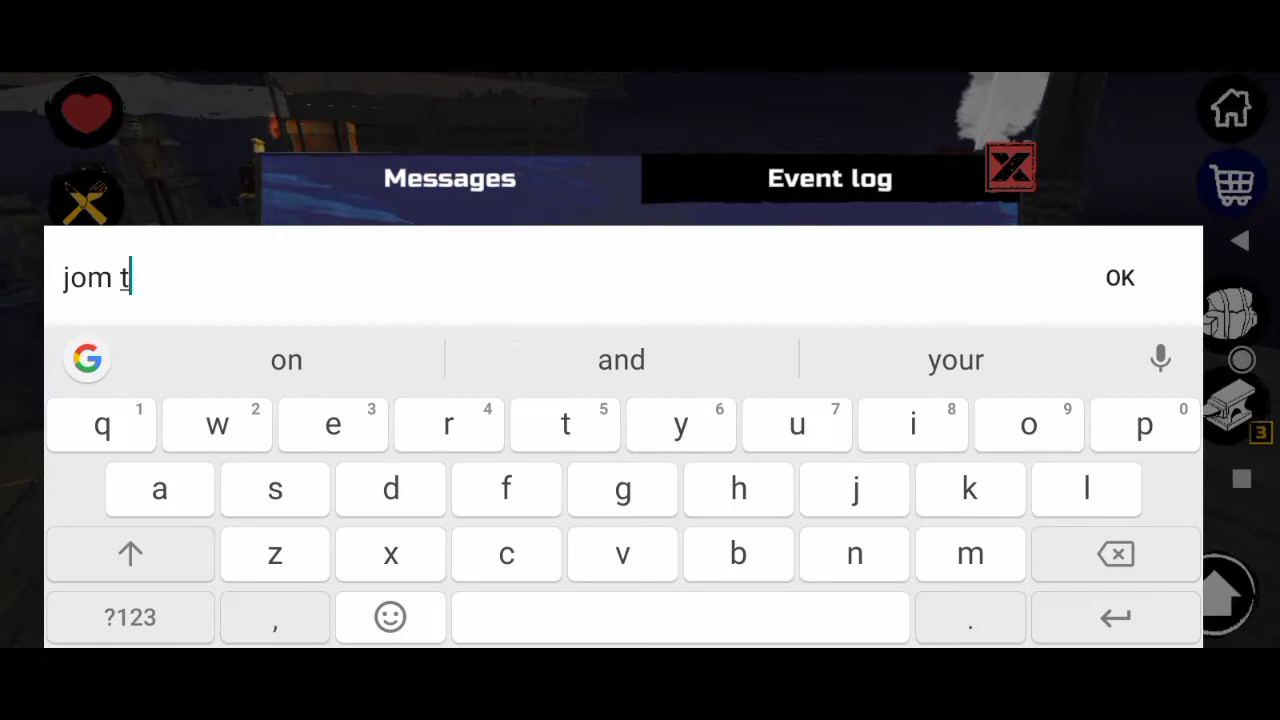 Messages Event log
jom t OK
on and your
q 1 w 2 e 3 r 4 t 5 y 6 u 7 i 8 o 9 p 0
a s d f g h j k l
3
z x c v b n m
?123 , .